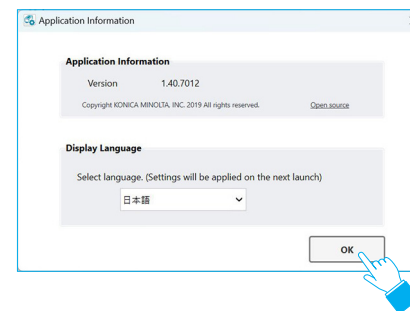 Application Information
Application Information
Version 1.40.7012
Copyright KONICA MINOLTA, INC. 2019 All rights reserved. Open source
Display Language
Select language. (Settings will be applied on the next launch)
日本語
OK